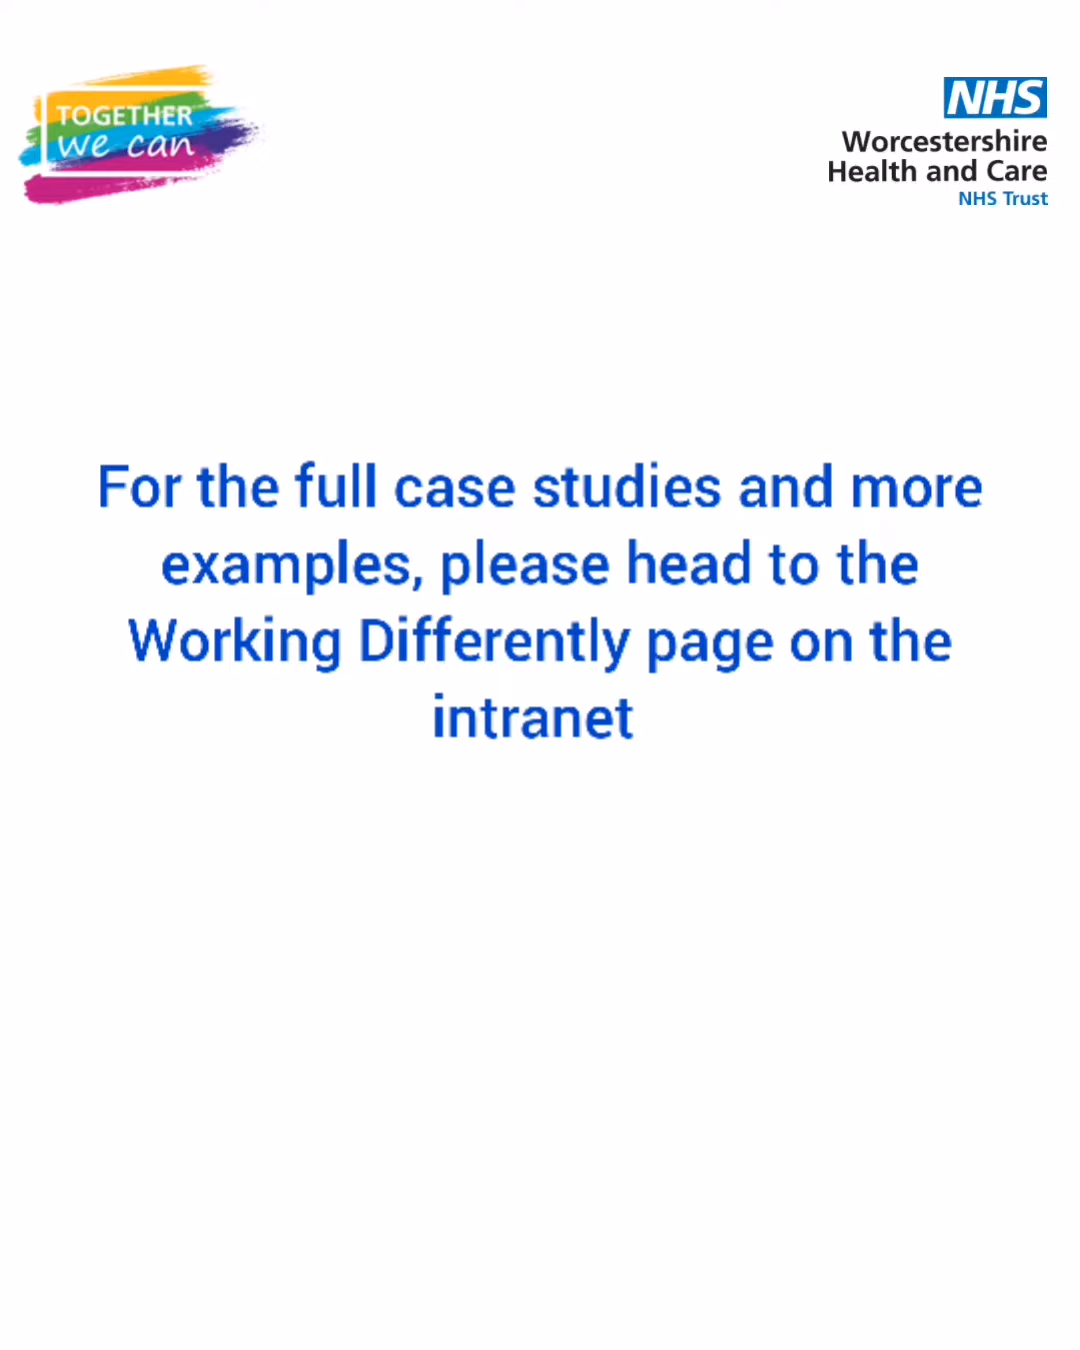 TOGETHER
we can
NHS
Worcestershire
Health and Care
NHS Trust
For the full case studies and more
examples, please head to the
Working Differently page on the
intranet